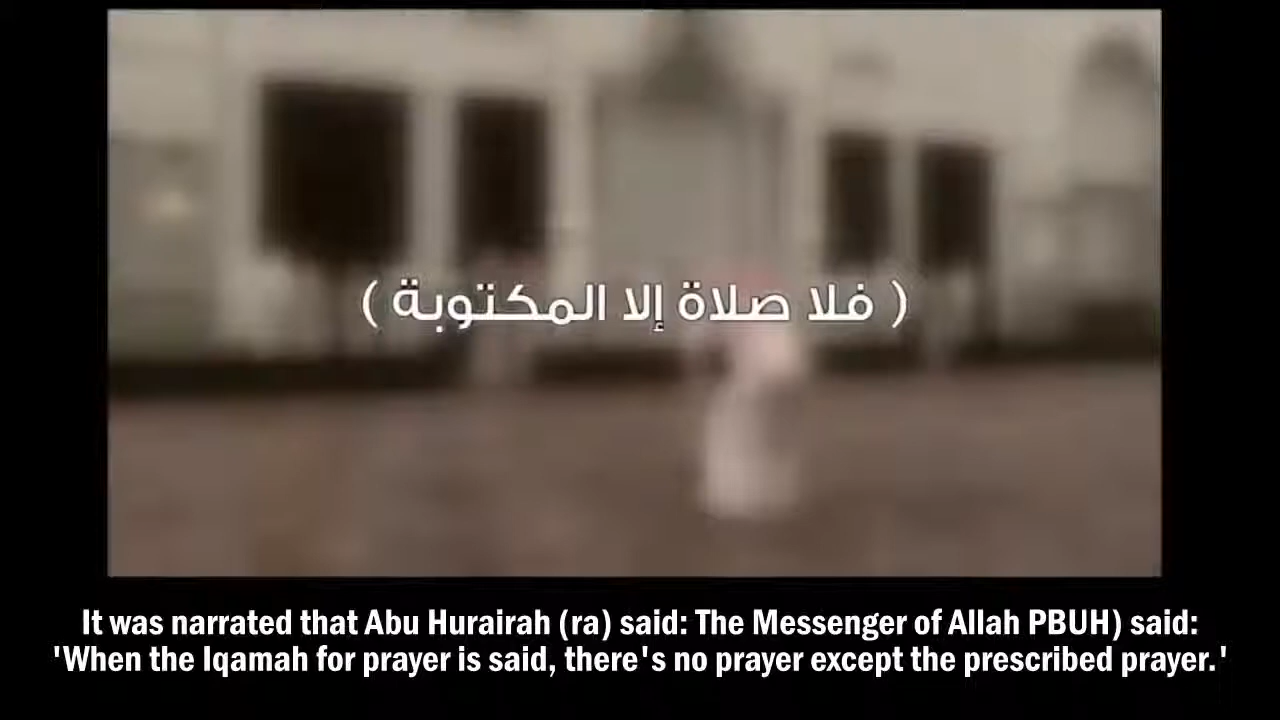 ( فلا صلاة إلا المكتوبة )
It was narrated that Abu Hurairah (ra) said: The Messenger of Allah PBUH) said:
'When the Iqamah for prayer is said, there's no prayer except the prescribed prayer.'